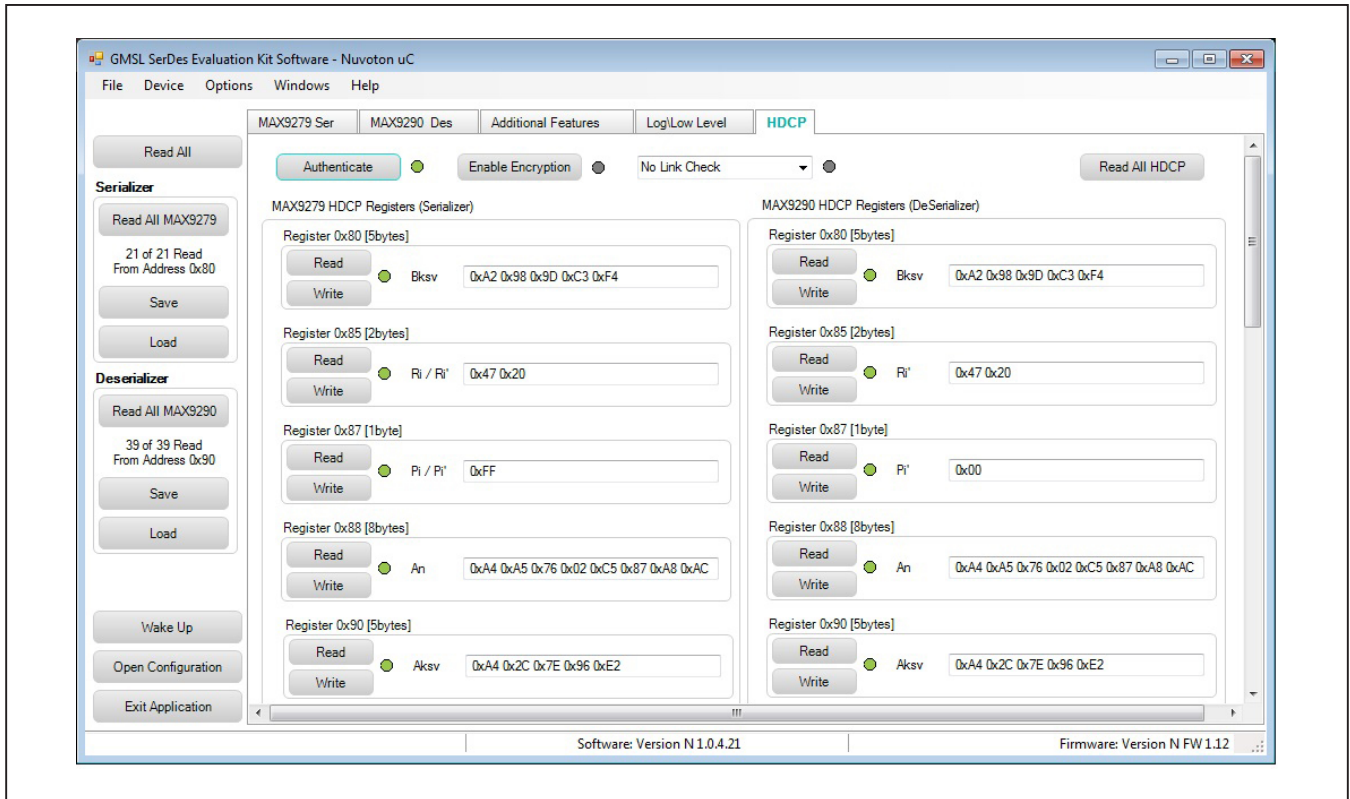 GMSL SerDes Evaluation Kit Software - Nuvoton uC
File Device Options Windows Help
MAX9279 Ser MAX9290 Des Additional Features Log\Low Level HDCP
Read All
Serializer
Read All MAX9279
21 of 21 Read
From Address 0x80
Save
Load
Deserializer
Read All MAX9290
39 of 39 Read
From Address 0x90
Save
Load
Wake Up
Open Configuration
Exit Application
Authenticate Enable Encryption No Link Check Read All HDCP
MAX9279 HDCP Registers (Serializer)
Register 0x80 [5bytes]
Read
Bksv 0xA2 0x98 0x9D 0xC3 0xF4
Write
Register 0x85 [2bytes]
Read
Ri / Ri' 0x47 0x20
Write
Register 0x87 [1byte]
Read
Pi / Pi' 0xFF
Write
Register 0x88 [8bytes]
Read
An 0xA4 0xA5 0x76 0x02 0xC5 0x87 0xA8 0xAC
Write
Register 0x90 [5bytes]
Read
Aksv 0xA4 0x2C 0x7E 0x96 0xE2
Write
MAX9290 HDCP Registers (DeSerializer)
Register 0x80 [5bytes]
Read
Bksv 0xA2 0x98 0x9D 0xC3 0xF4
Write
Register 0x85 [2bytes]
Read
Ri' 0x47 0x20
Write
Register 0x87 [1byte]
Read
Pi' 0x00
Write
Register 0x88 [8bytes]
Read
An 0xA4 0xA5 0x76 0x02 0xC5 0x87 0xA8 0xAC
Write
Register 0x90 [5bytes]
Read
Aksv 0xA4 0x2C 0x7E 0x96 0xE2
Write
Software: Version N 1.0.4.21 Firmware: Version N FW 1.12